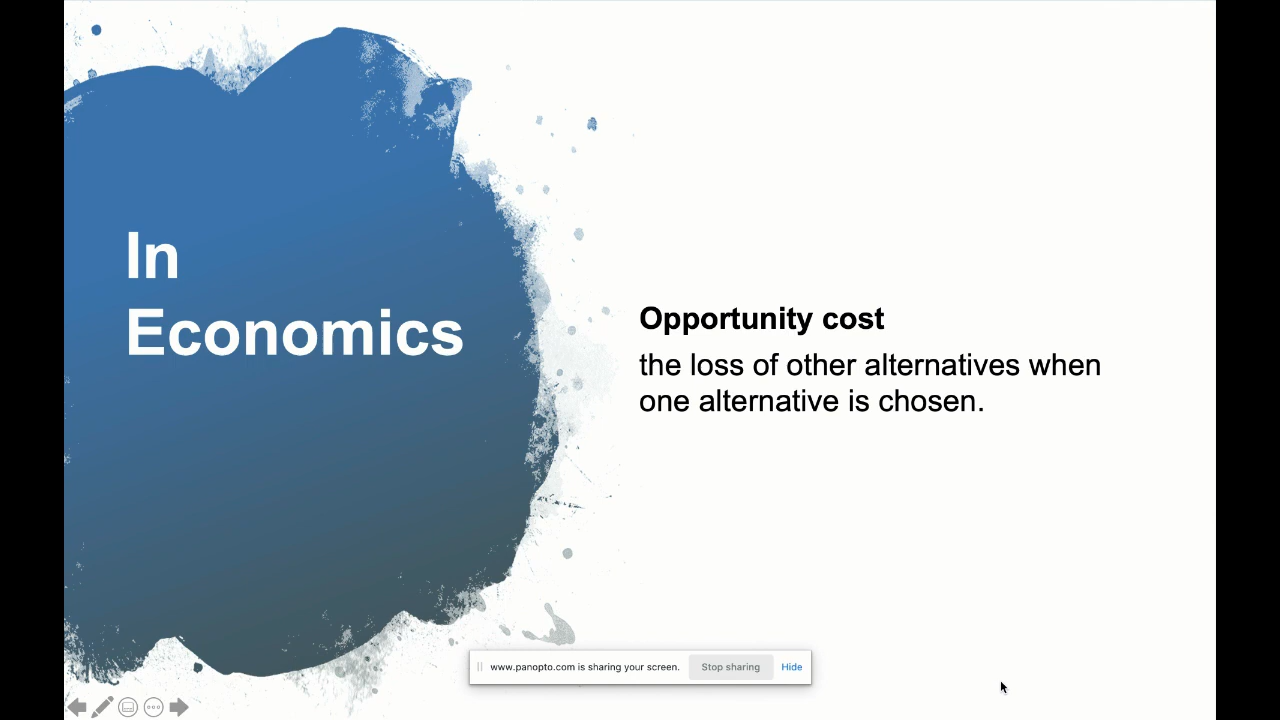 In
Economics
Opportunity cost
the loss of other alternatives when
one alternative is chosen.
www.panopto.com is sharing your screen.
Stop sharing
Hide